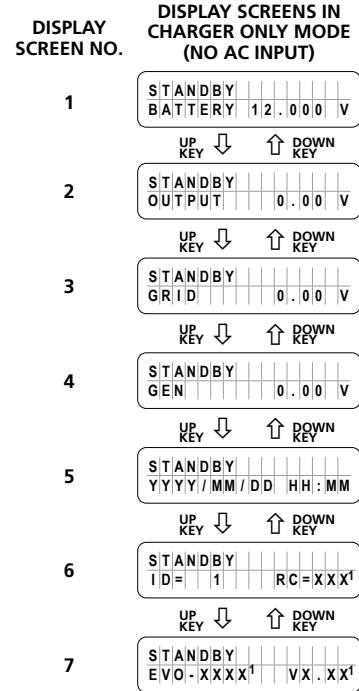 DISPLAY SCREEN NO.
DISPLAY SCREENS IN CHARGER ONLY MODE (NO AC INPUT)
1
STANDBY
BATTERY 12.000 V
UP KEY
DOWN KEY
2
STANDBY
OUTPUT 0.00 V
UP KEY
DOWN KEY
3
STANDBY
GRID 0.00 V
UP KEY
DOWN KEY
4
STANDBY
GEN 0.00 V
UP KEY
DOWN KEY
5
STANDBY
YYYY/MM/DD HH:MM
UP KEY
DOWN KEY
6
STANDBY
ID= 1 RC=XXX¹
UP KEY
DOWN KEY
7
STANDBY
EVO-XXXX¹ VX.XX¹